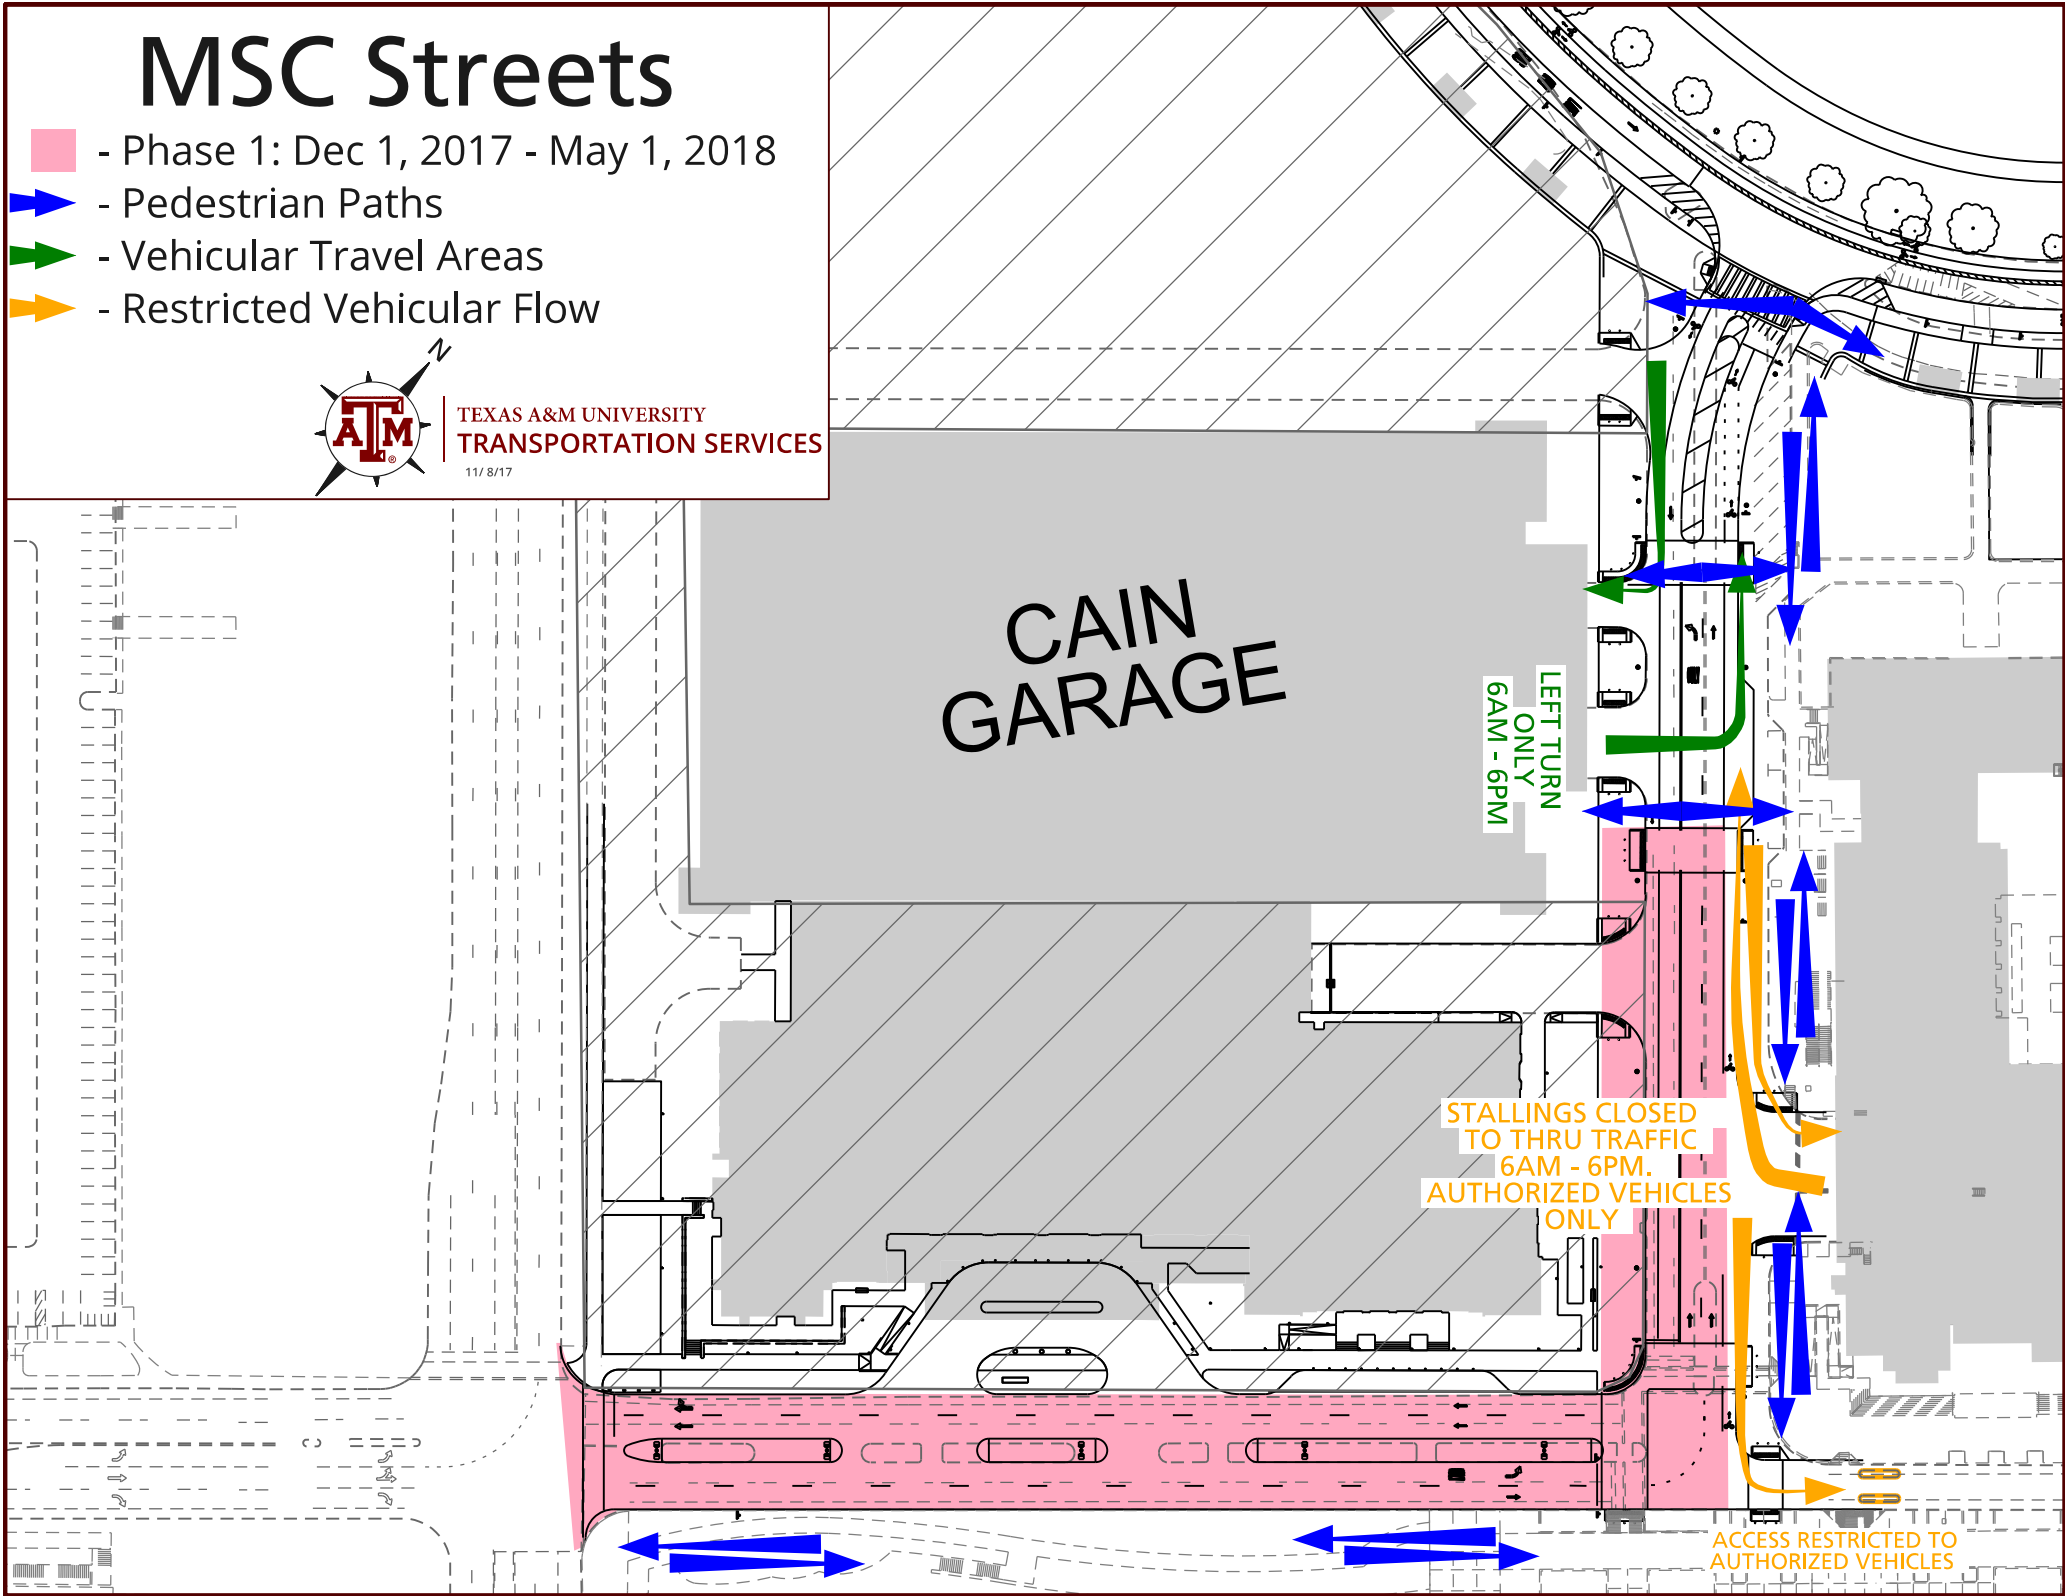 MSC Streets
- Phase 1: Dec 1, 2017 - May 1, 2018
- Pedestrian Paths
- Vehicular Travel Areas
- Restricted Vehicular Flow
N
ATM
®
TEXAS A&M UNIVERSITY
TRANSPORTATION SERVICES
11/ 8/17
CAIN
GARAGE
LEFT TURN
ONLY
6AM - 6PM
STALLINGS CLOSED
TO THRU TRAFFIC
6AM - 6PM.
AUTHORIZED VEHICLES
ONLY
ACCESS RESTRICTED TO
AUTHORIZED VEHICLES